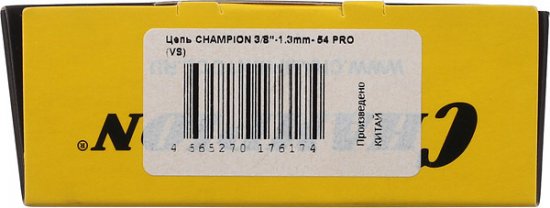 Цепь CHAMPION 3/8"-1.3mm- 54 PRO
(VS)
4 665270 176174
Произведено
КИТАЙ